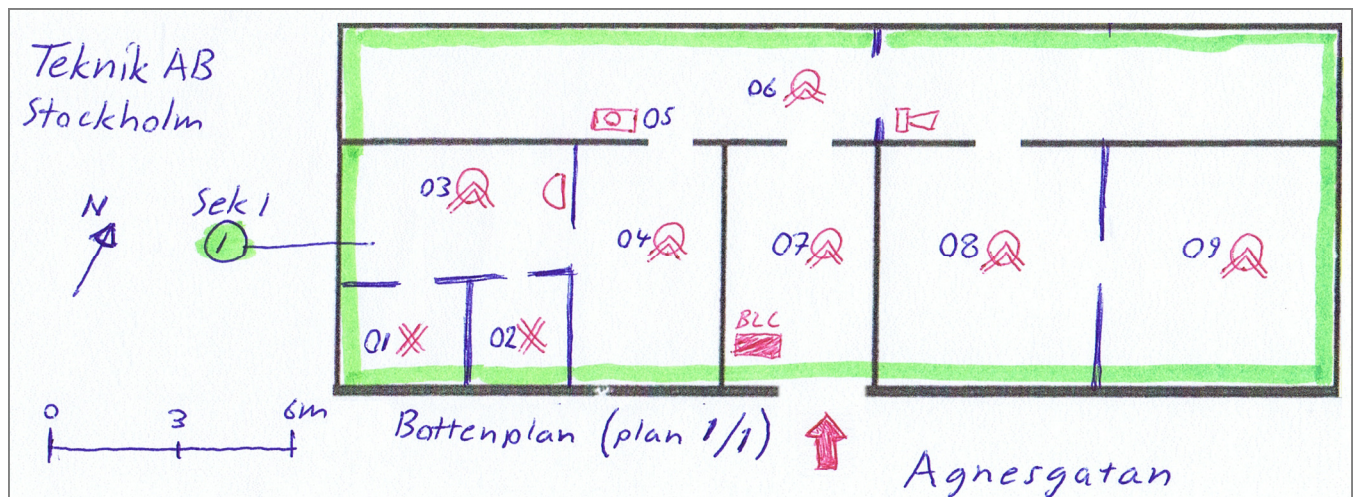 Teknik AB
Stockholm
N
Sek 1
1
06
05
03
04
07
08
09
01
02
BLC
0 3 6m
Bottenplan (plan 1/1)
Agnesgatan